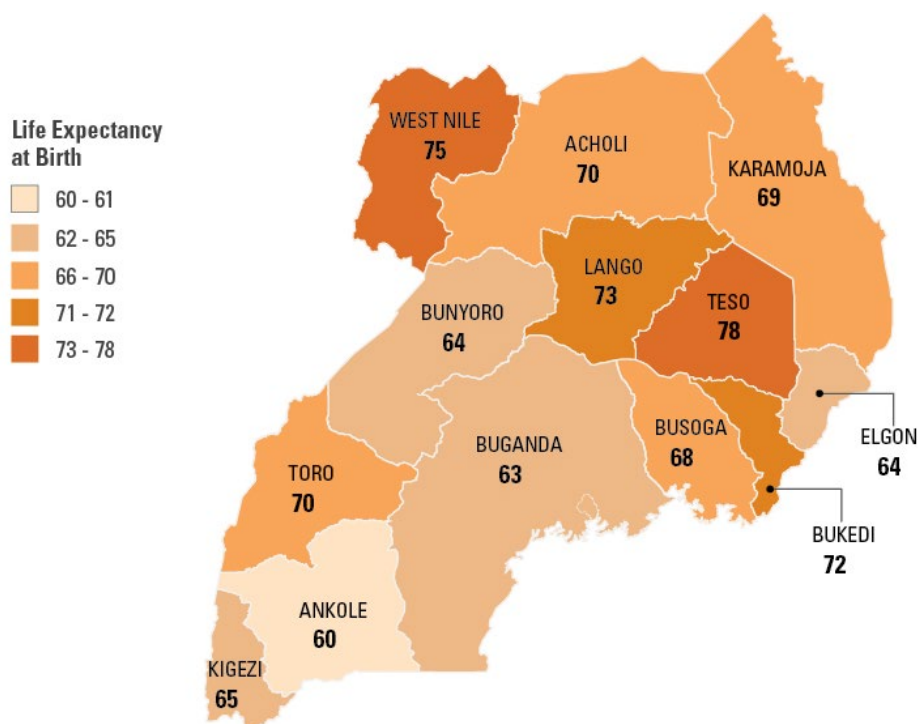 Life Expectancy
at Birth
60 - 61
62 - 65
66 - 70
71 - 72
73 - 78
WEST NILE
75
ACHOLI
70
KARAMOJA
69
LANGO
73
TESO
78
BUNYORO
64
ELGON
64
BUSOGA
68
BUGANDA
63
TORO
70
BUKEDI
72
ANKOLE
60
KIGEZI
65